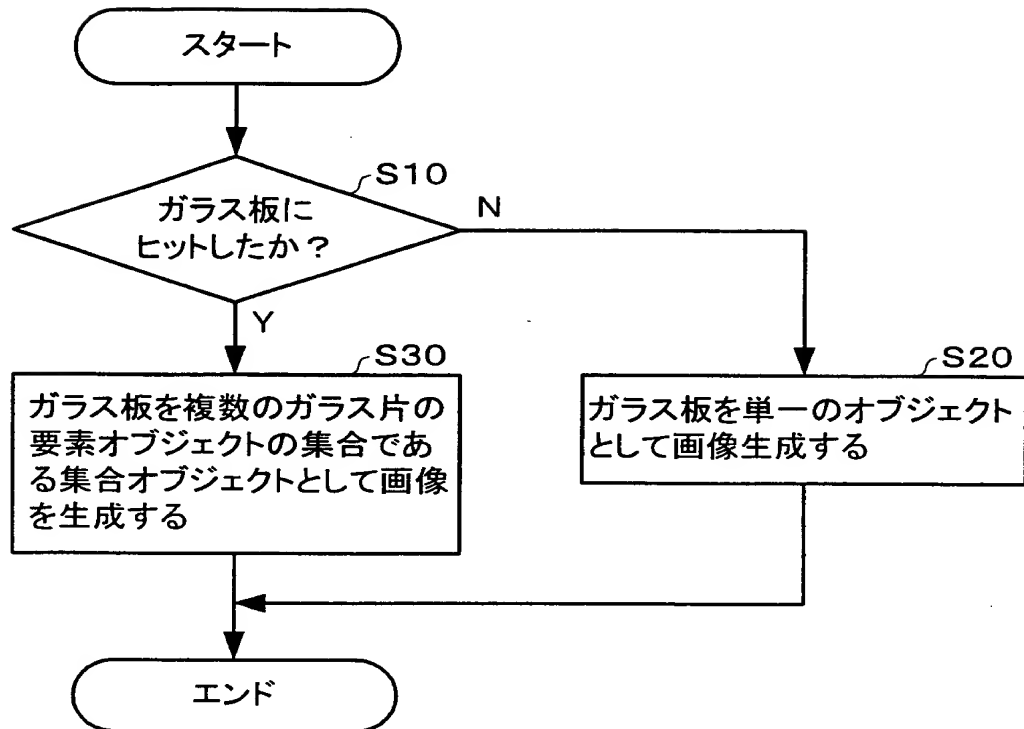 スタート
S10
ガラス板に
ヒットしたか？
N
Y
S30
ガラス板を複数のガラス片の
要素オブジェクトの集合であ
る集合オブジェクトとして画像
を生成する
S20
ガラス板を単一のオブジェクト
として画像生成する
エンド